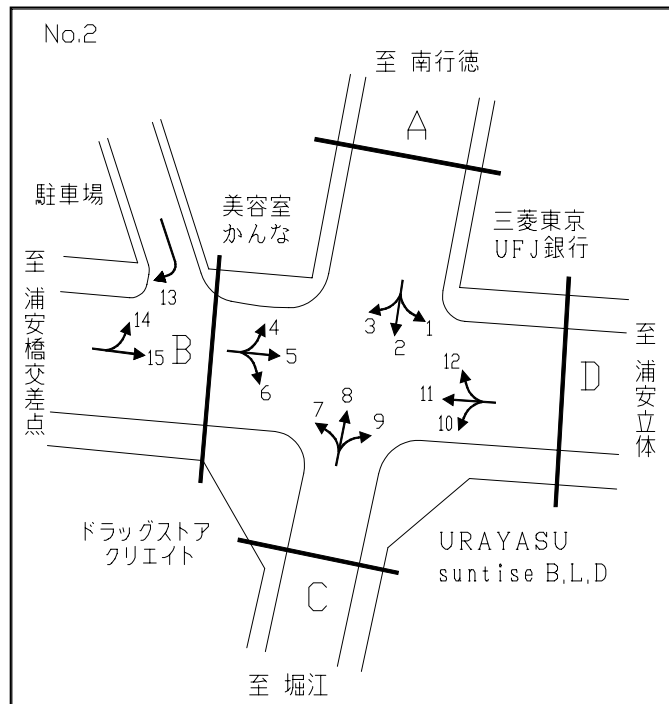 No.2
至 南行徳
A
駐車場
美容室
かんな
三菱東京
UFJ銀行
至 浦安橋交差点
13
14
15
B
4
5
6
3
2
1
12
11
10
D
至 浦安立体
7
8
9
ドラッグストア
クリエイト
URAYASU
suntise B,L,D
C
至 堀江